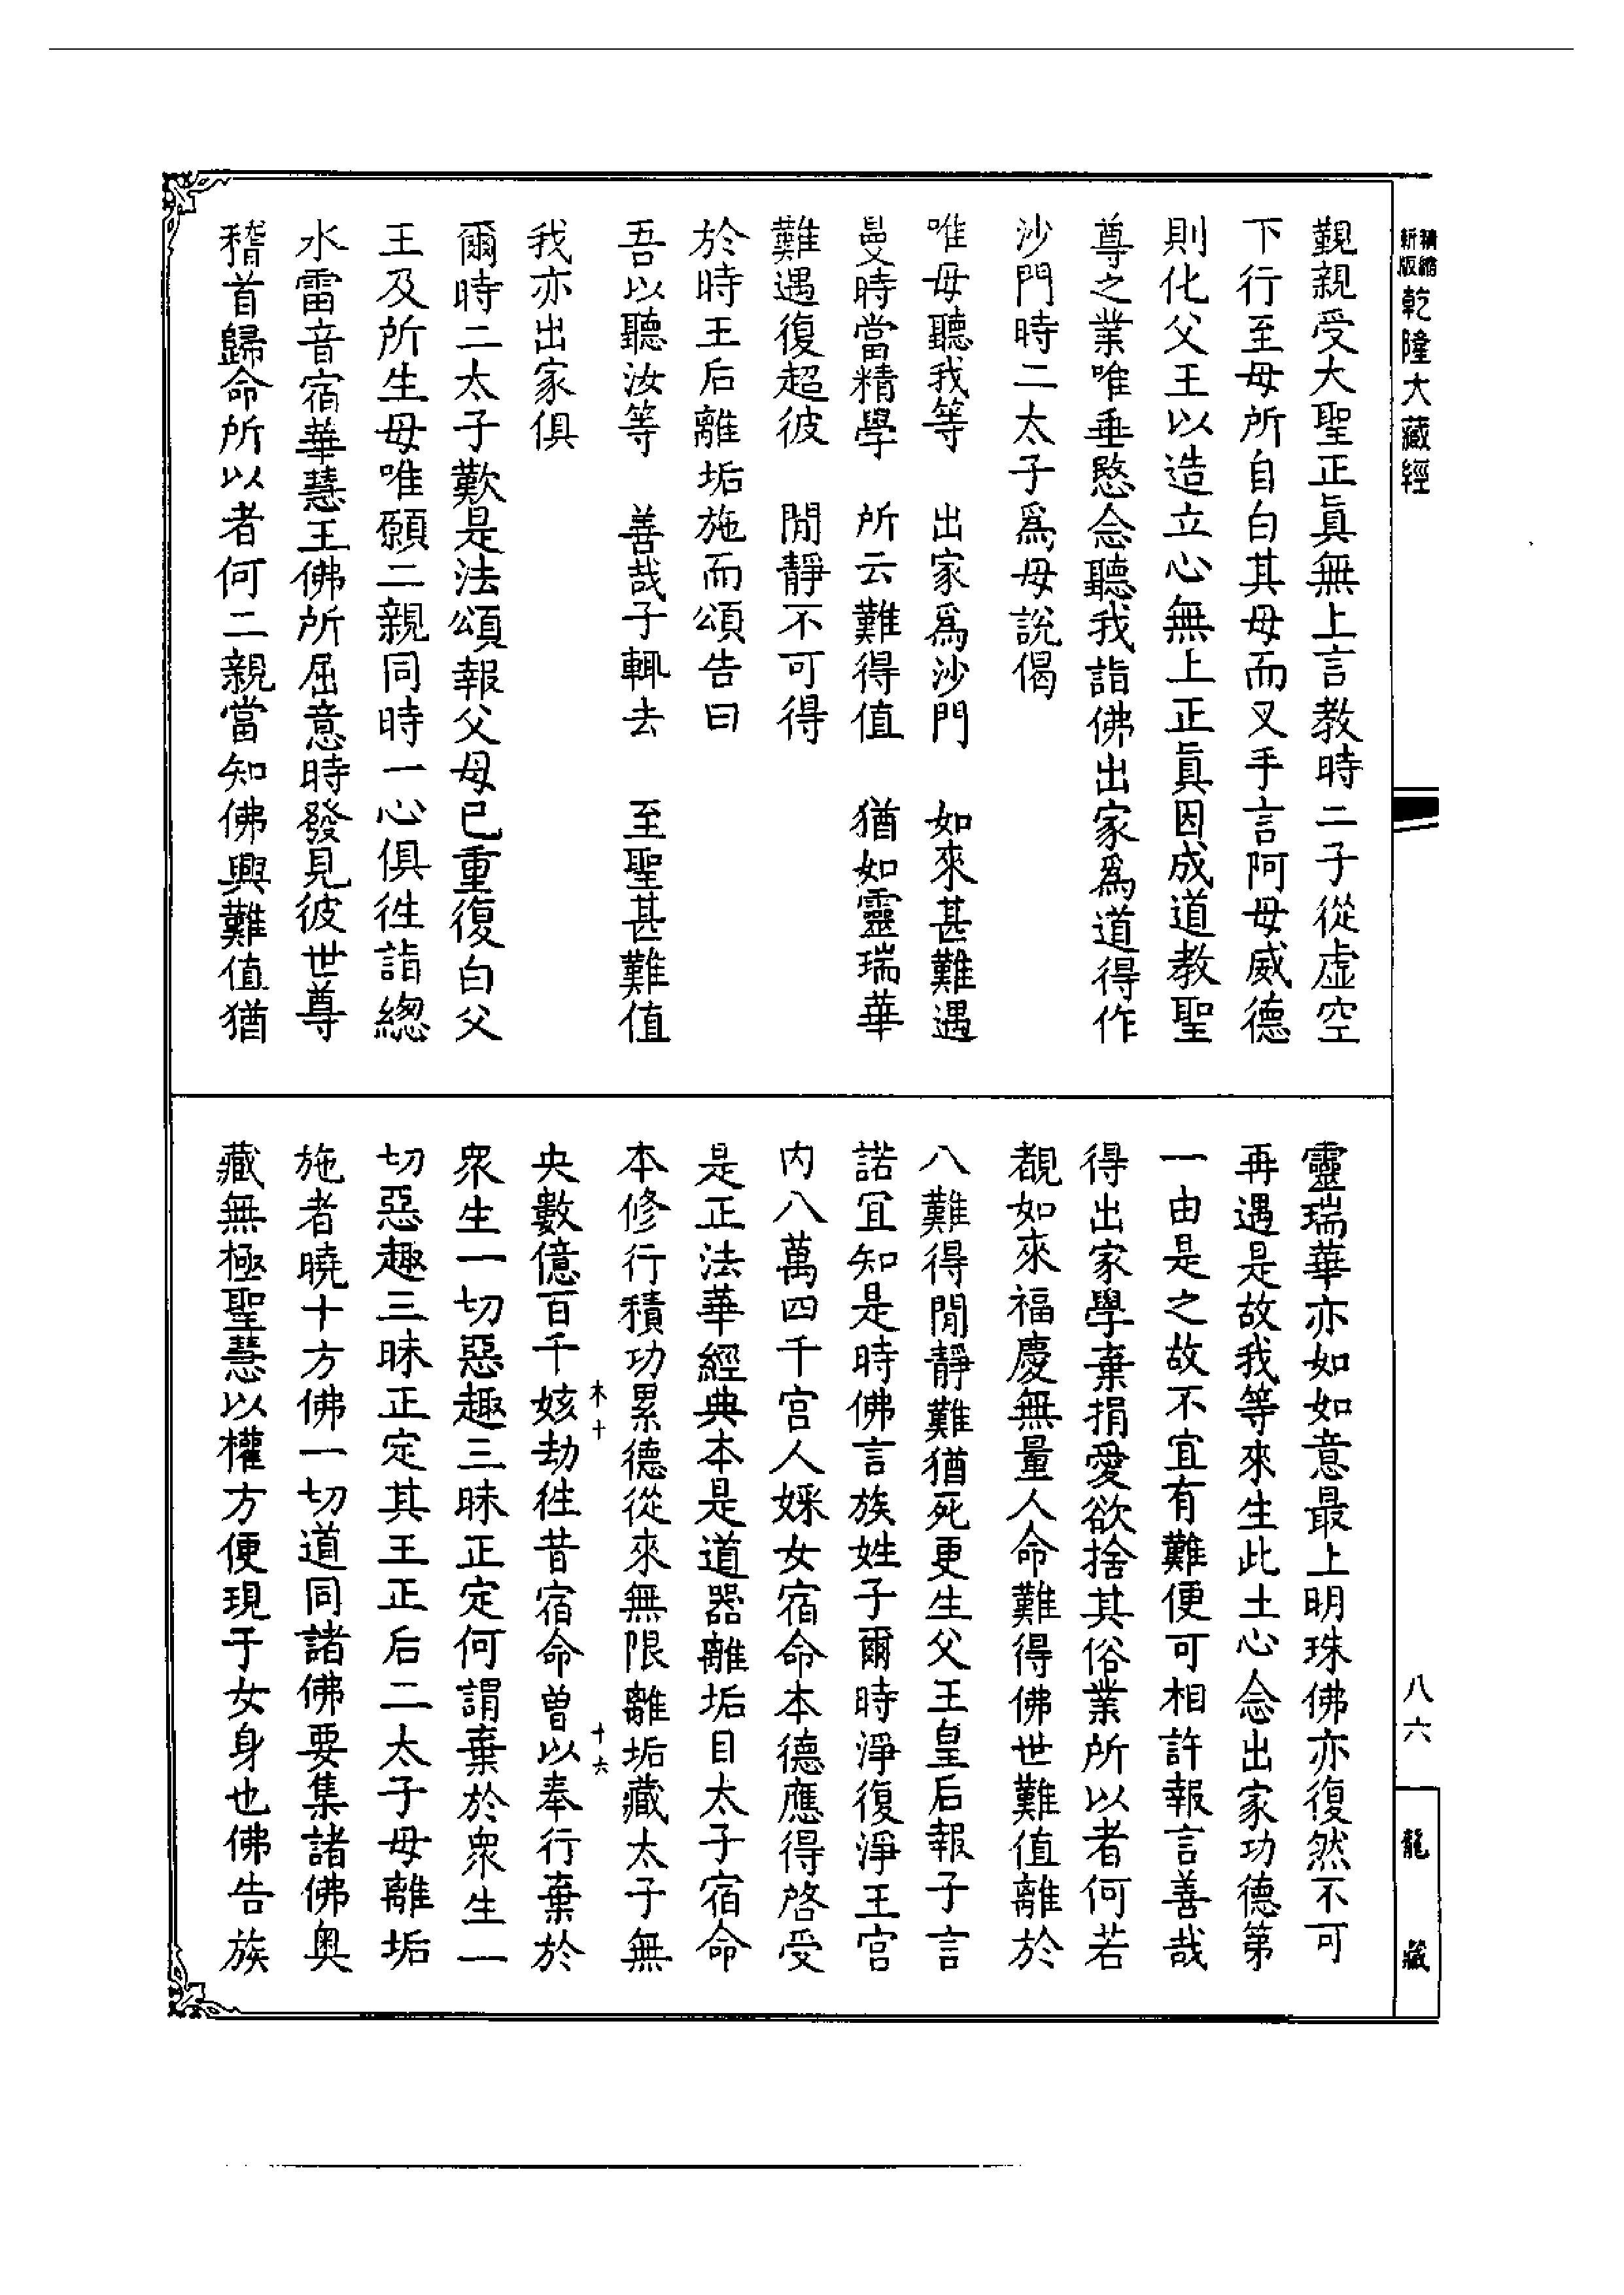 精縮新版乾隆大藏經
覲親受大聖正眞無上言教時二子從虛空
下行至母所自白其母而叉手言阿母威德
則化父王以造立心無上正眞因成道教聖
尊之業唯垂愍念聽我詣佛出家爲道得作
沙門時二太子爲母說偈
唯母聽我等　出家爲沙門　如來甚難遇
曼時當精學　所云難得值　猶如靈瑞華
難遇復超彼　閒靜不可得
於時王后離垢施而頌告曰
吾以聽汝等　善哉子輒去　至聖甚難值
我亦出家俱
爾時二太子歎是法頌報父母已重復白父
王及所生母唯願二親同時一心俱徃詣緫
水雷音宿華慧王佛所屈意時發見彼世尊
稽首歸命所以者何二親當知佛興難值猶
靈瑞華亦如如意最上明珠佛亦復然不可
再遇是故我等來生此土心念出家功德第
一由是之故不宜有難便可相許報言善哉
得出家學棄捐愛欲捨其俗業所以者何若
覩如來福慶無量人命難得佛世難值離於
八難得閒靜難猶死更生父王皇后報子言
諾宜知是時佛言族姓子爾時淨復淨王宮
内八萬四千宮人婇女宿命本德應得啓受
是正法華經典本是道器離垢目太子宿命
本修行積功累德從來無限離垢藏太子無
央數億百千姟劫徃昔宿命曾以奉行棄於
衆生一切惡趣三昧正定何謂棄於衆生一
切惡趣三昧正定其王正后二太子母離垢
施者曉十方佛一切道同諸佛要集諸佛奥
藏無極聖慧以權方便現于女身也佛告族
木十
十六
八六
龍藏